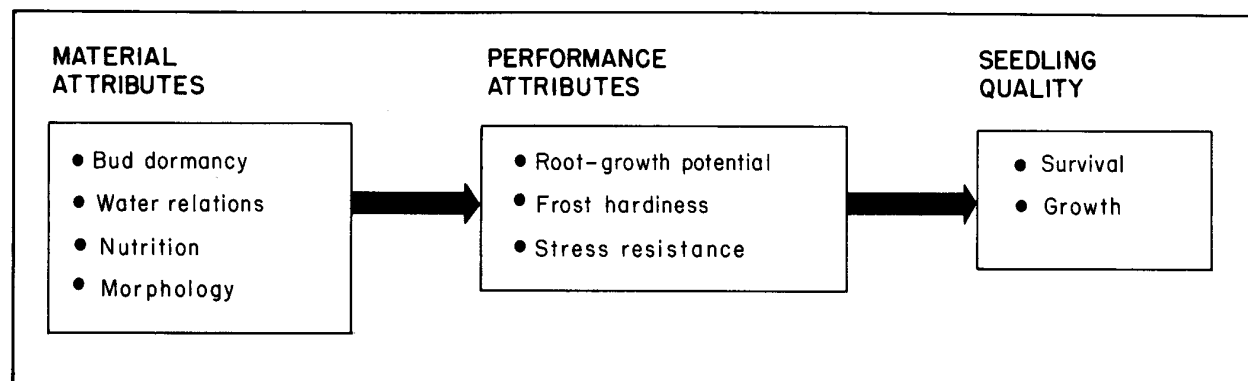 MATERIAL
ATTRIBUTES
● Bud dormancy
● Water relations
● Nutrition
● Morphology
PERFORMANCE
ATTRIBUTES
● Root-growth potential
● Frost hardiness
● Stress resistance
SEEDLING
QUALITY
● Survival
● Growth